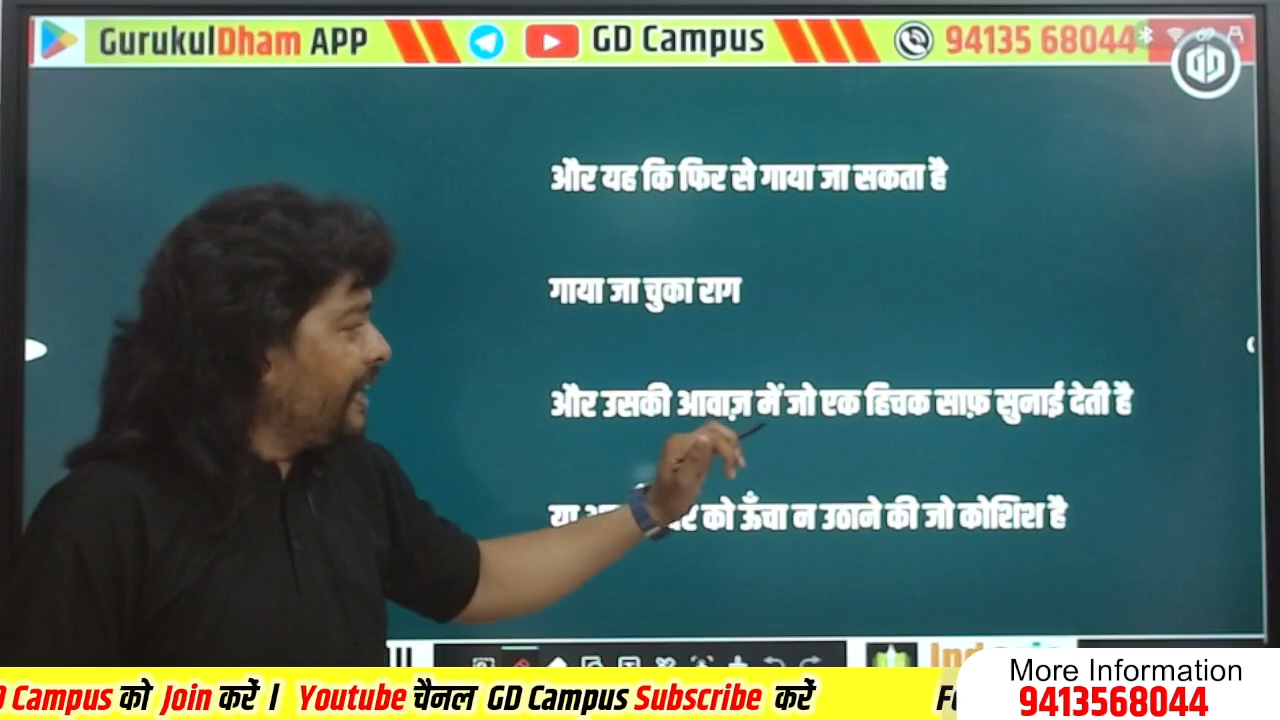 GurukulDham APP GD Campus 94135 68044
और यह कि फिर से गाया जा सकता है
गाया जा चुका राग
और उसकी आवाज़ में जो एक हिचक साफ़ सुनाई देती है
या को ऊँचा न उठाने की जो कोशिश है
Campus को Join करें । Youtube चैनल GD Campus Subscribe करें
More Information
9413568044